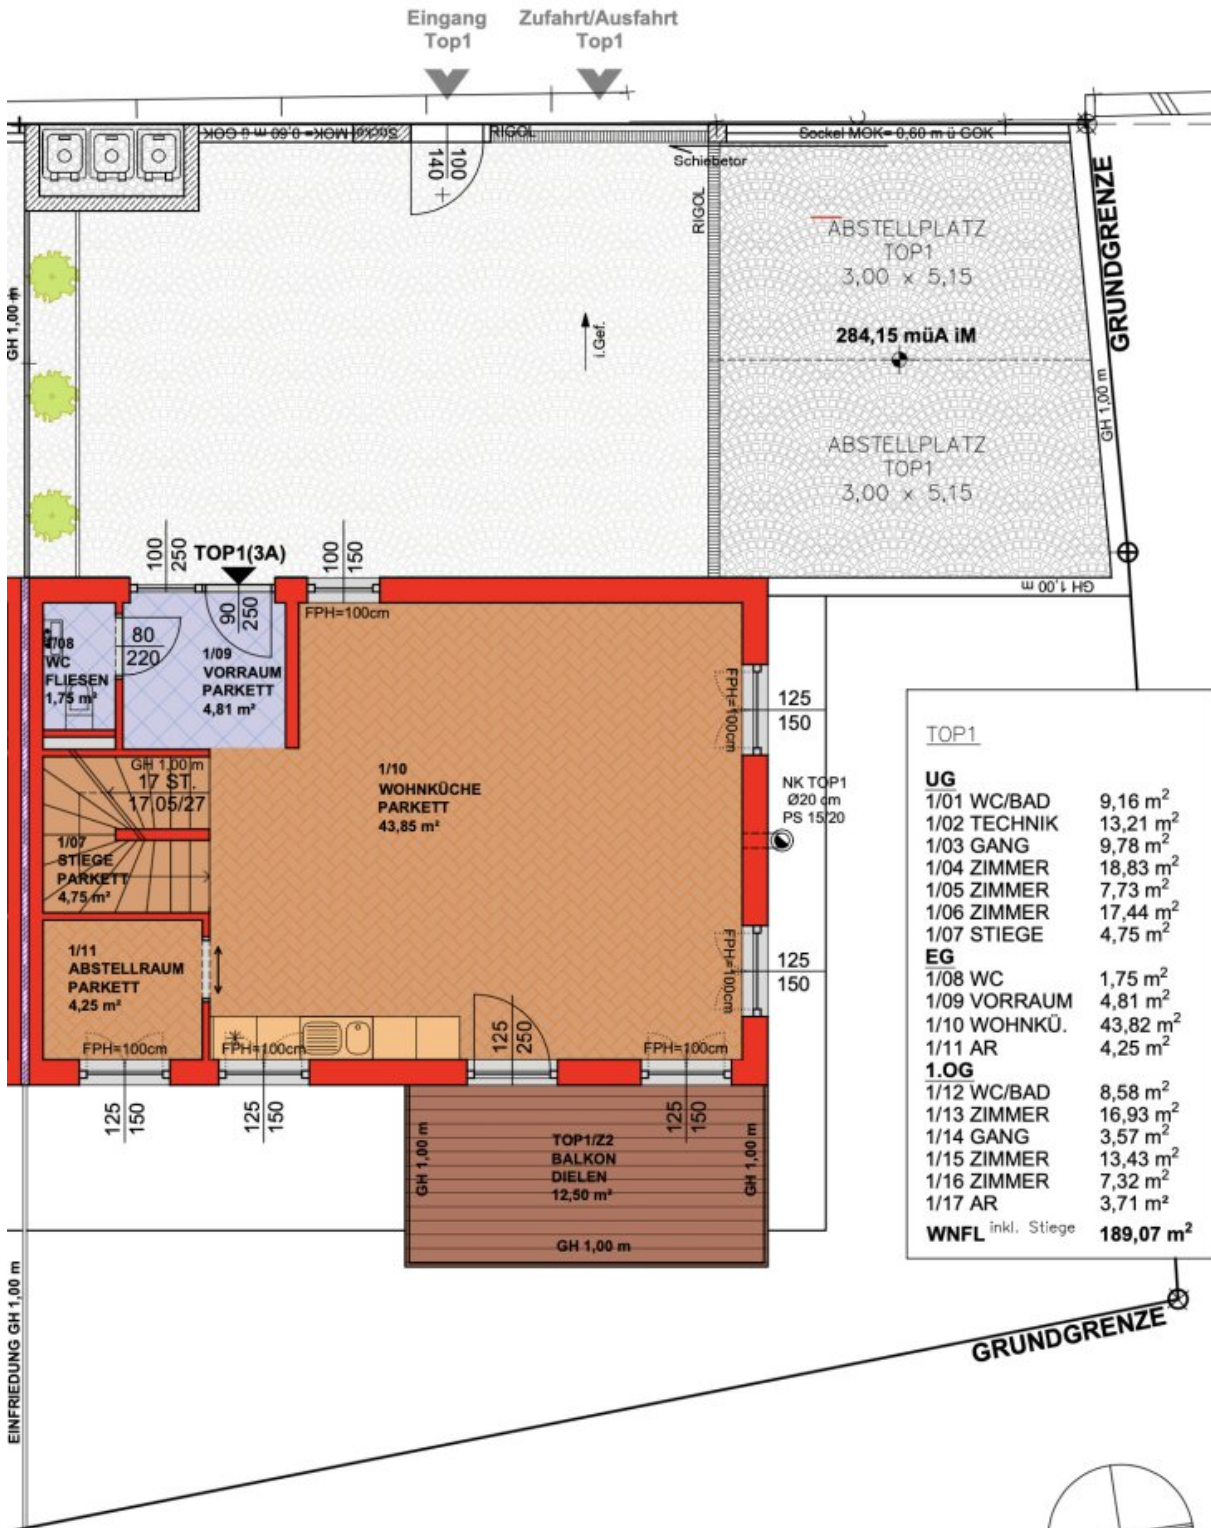 Eingang
Top1
Zufahrt/Ausfahrt
Top1
Sockel MOK= 0,60 m ü GOK
RIGOL
Sockel MOK= 0,60 m ü GOK
Schiebetor
100
140
RIGOL
GRUNDGRENZE
ABSTELLPLATZ
TOP1
3,00 x 5,15
284,15 müA iM
GH 1,00 m
i.Gef.
GH 1,00 m
ABSTELLPLATZ
TOP1
3,00 x 5,15
GH 1,00 m
100
250
TOP1(3A)
100
150
90
250
FPH=100cm
80
220
1/08
WC
FLIESEN
1,75 m²
1/09
VORRAUM
PARKETT
4,81 m²
FPH=100cm
125
150
GH 1,00 m
17 ST.
17,05/27
1/10
WOHNKÜCHE
PARKETT
43,85 m²
NK TOP1
Ø20 cm
PS 15/20
1/07
STIEGE
PARKETT
4,75 m²
1/11
ABSTELLRAUM
PARKETT
4,25 m²
FPH=100cm
125
150
FPH=100cm
FPH=100cm
125
250
FPH=100cm
125
150
125
150
125
150
GH 1,00 m
TOP1/Z2
BALKON
DIELEN
12,50 m²
GH 1,00 m
GH 1,00 m
TOP1
UG
1/01 WC/BAD 9,16 m²
1/02 TECHNIK 13,21 m²
1/03 GANG 9,78 m²
1/04 ZIMMER 18,83 m²
1/05 ZIMMER 7,73 m²
1/06 ZIMMER 17,44 m²
1/07 STIEGE 4,75 m²
EG
1/08 WC 1,75 m²
1/09 VORRAUM 4,81 m²
1/10 WOHNKÜ. 43,82 m²
1/11 AR 4,25 m²
1.OG
1/12 WC/BAD 8,58 m²
1/13 ZIMMER 16,93 m²
1/14 GANG 3,57 m²
1/15 ZIMMER 13,43 m²
1/16 ZIMMER 7,32 m²
1/17 AR 3,71 m²
WNFL inkl. Stiege 189,07 m²
EINFRIEDUNG GH 1,00 m
GRUNDGRENZE